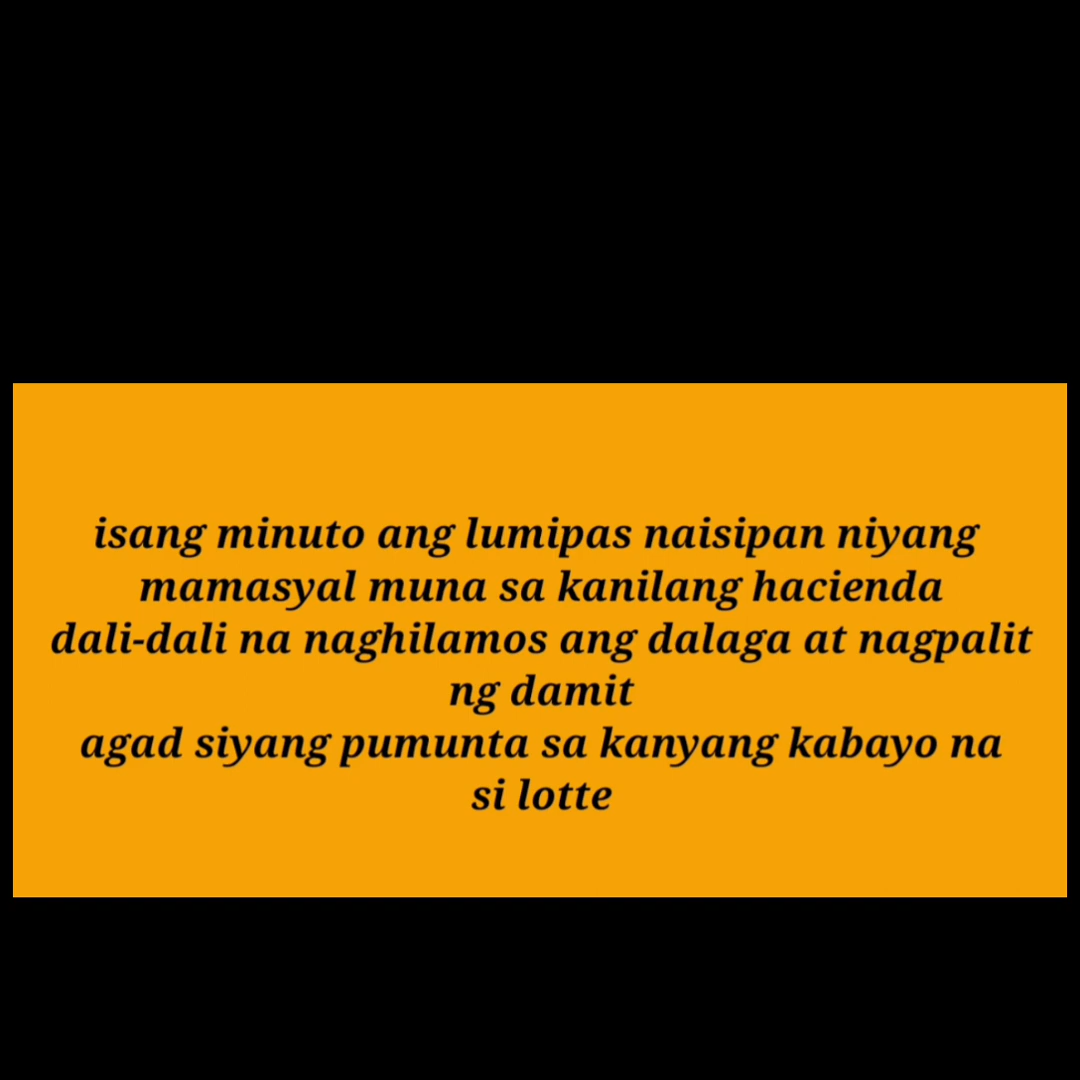 isang minuto ang lumipas naisipan niyang
mamasyal muna sa kanilang hacienda
dali-dali na naghilamos ang dalaga at nagpalit
ng damit
agad siyang pumunta sa kanyang kabayo na
si lotte